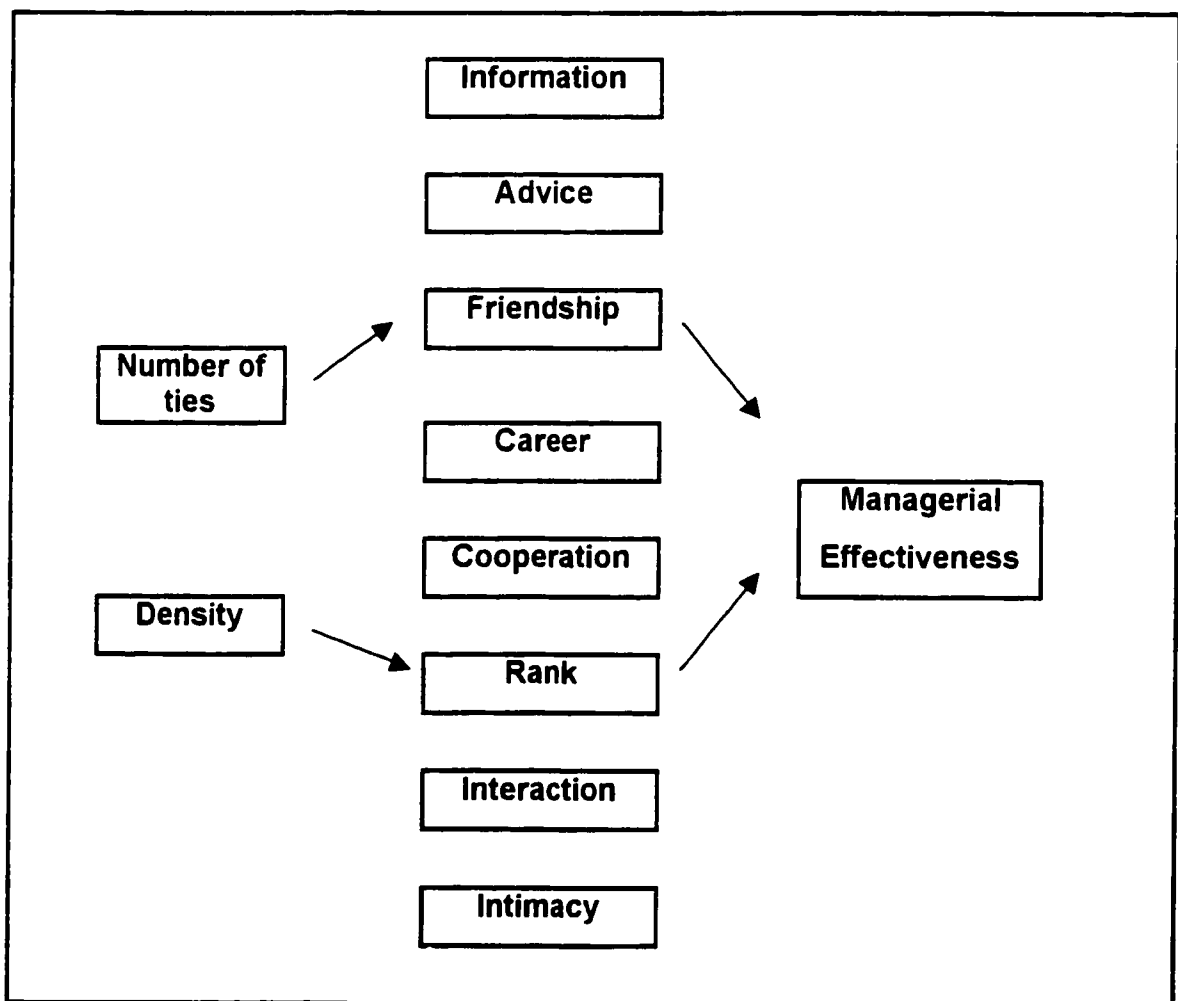 Information
Advice
Friendship
Number of
ties
Career
Managerial
Effectiveness
Cooperation
Density
Rank
Interaction
Intimacy